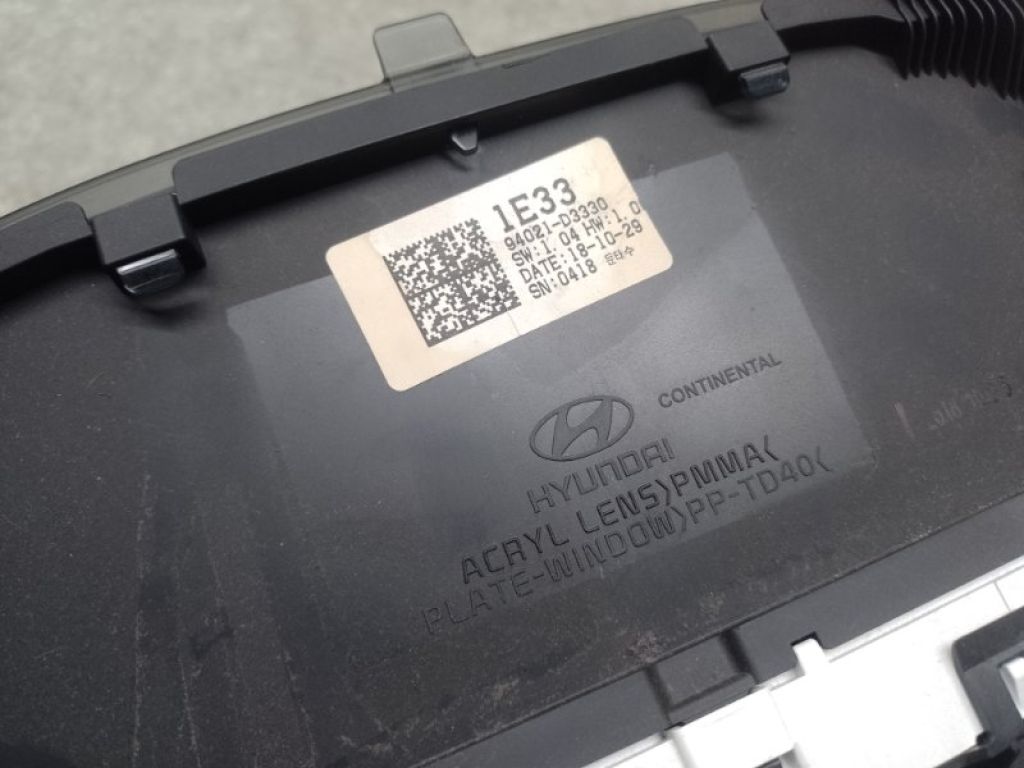 1E33
94021-D3330
SW:1.04 HW:1.0
DATE:18-10-29
SN:0418
CONTINENTAL
HYUNDAI
ACRYL LENS>PMMA<
PLATE-WINDOW>PP-TD40<